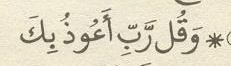 * وَقُل رَّبِّ أَعُوذُ بِكَ